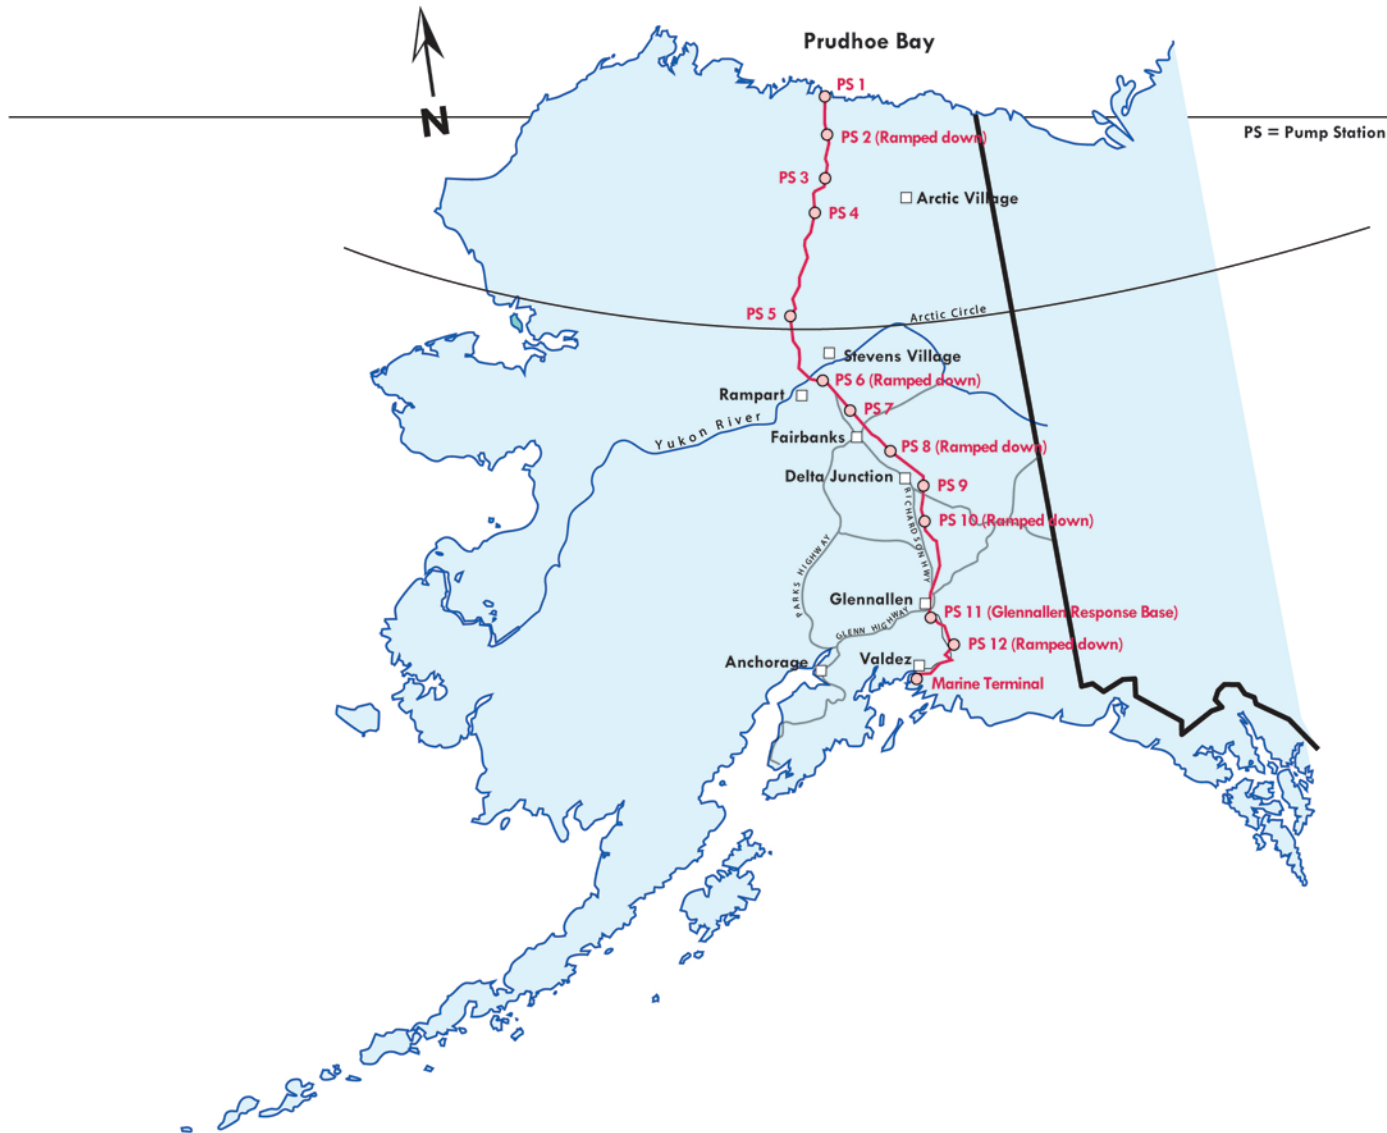 Prudhoe Bay
PS 1
N
PS = Pump Station
PS 2 (Ramped down)
PS 3
Arctic Village
PS 4
PS 5
Arctic Circle
Stevens Village
PS 6 (Ramped down)
Rampart
PS 7
Yukon River
Fairbanks
PS 8 (Ramped down)
Delta Junction
PS 9
RICHARDSON HWY
PS 10 (Ramped down)
PARKS HIGHWAY
Glennallen
PS 11 (Glennallen Response Base)
GLENN HIGHWAY
PS 12 (Ramped down)
Valdez
Anchorage
Marine Terminal